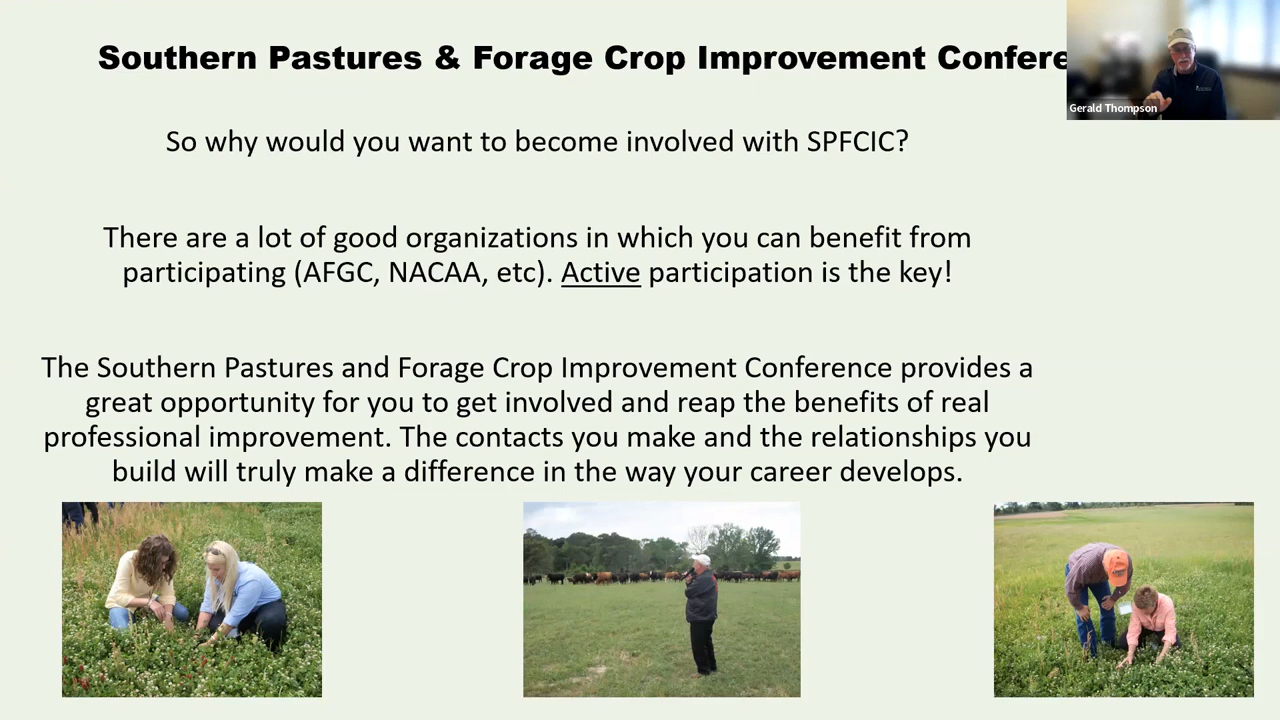 Southern Pastures & Forage Crop Improvement Confere
Gerald Thompson
So why would you want to become involved with SPFCIC?
There are a lot of good organizations in which you can benefit from
participating (AFGC, NACAA, etc). Active participation is the key!
The Southern Pastures and Forage Crop Improvement Conference provides a
great opportunity for you to get involved and reap the benefits of real
professional improvement. The contacts you make and the relationships you
build will truly make a difference in the way your career develops.